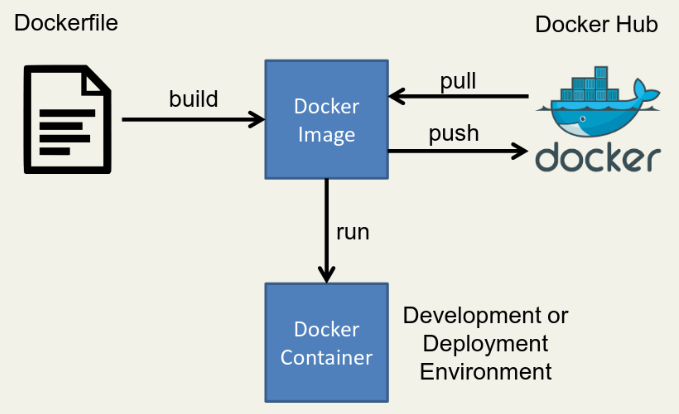 Dockerfile
Docker Hub
build
Docker
Image
pull
push
docker
run
Docker
Container
Development or
Deployment
Environment